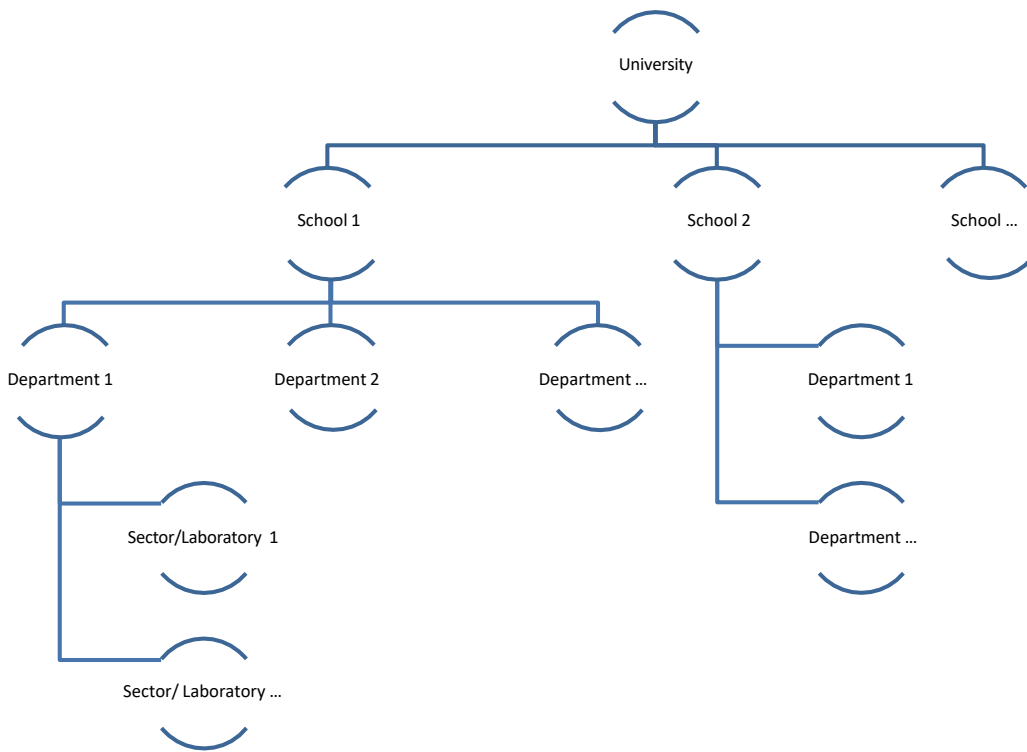 University
School 1
School 2
School …
Department 1
Department 2
Department …
Department 1
Sector/Laboratory 1
Department …
Sector/ Laboratory …